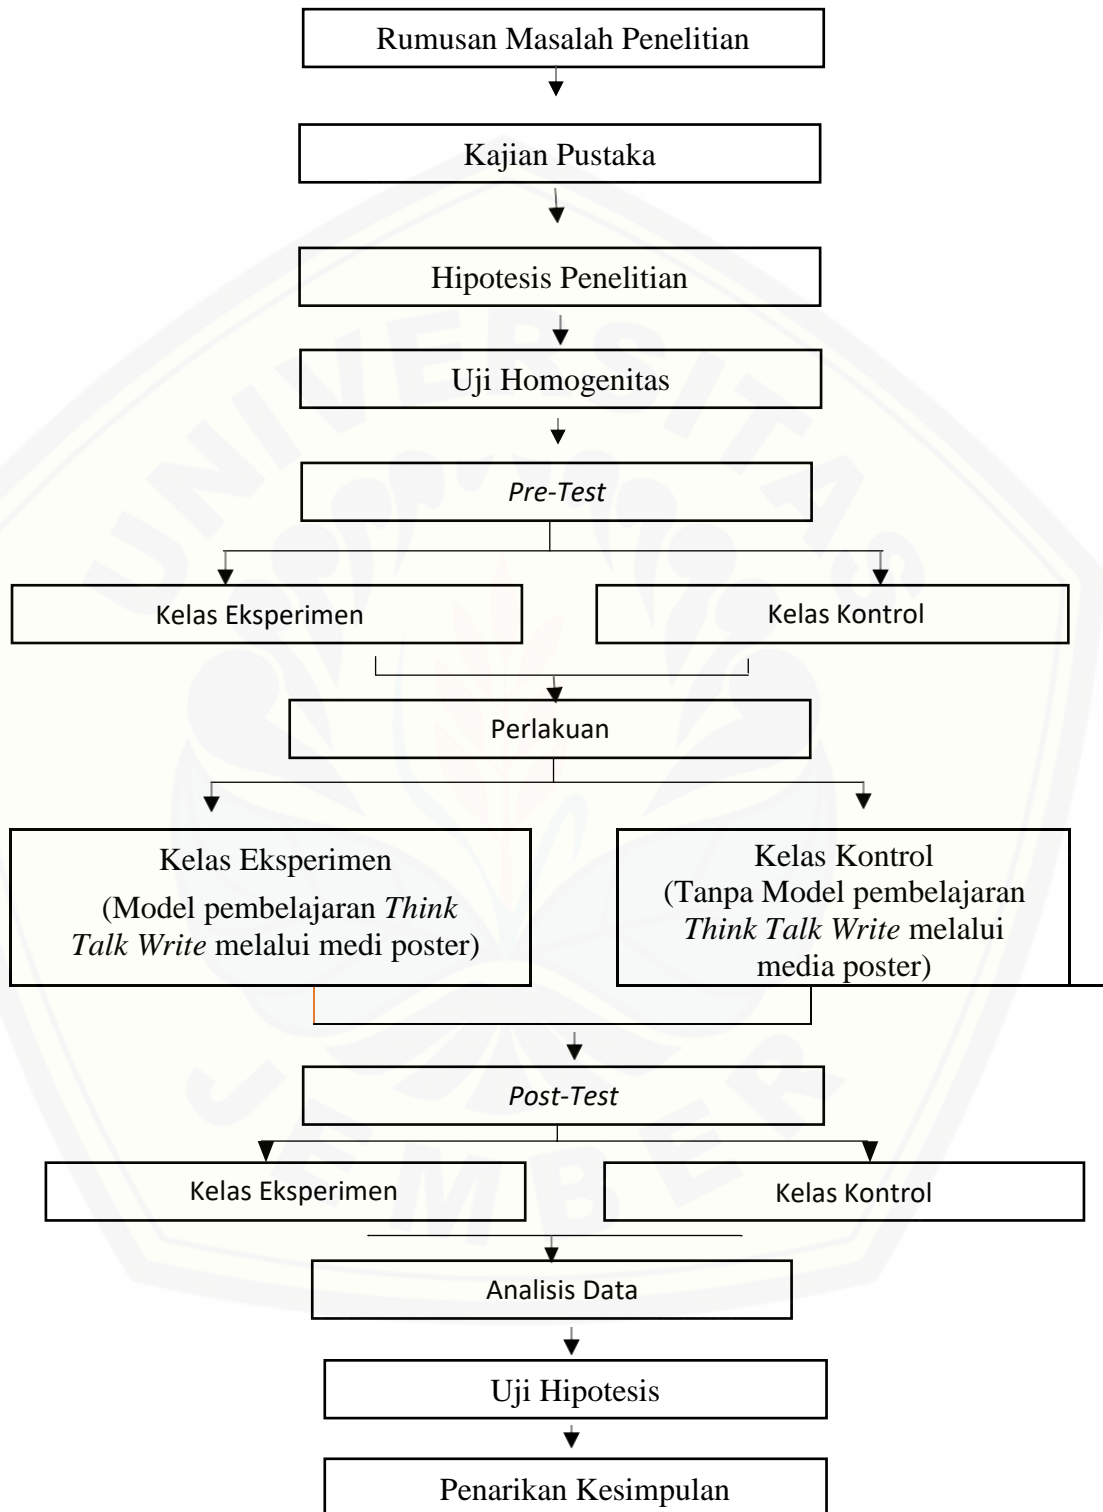 Rumusan Masalah Penelitian
Kajian Pustaka
Hipotesis Penelitian
UNIVERSITAS
Uji Homogenitas
Pre-Test
Kelas Eksperimen
Kelas Kontrol
Perlakuan
Kelas Eksperimen
(Model pembelajaran Think
Talk Write melalui medi poster)
Kelas Kontrol
(Tanpa Model pembelajaran
Think Talk Write melalui
media poster)
Post-Test
JEMBER
Kelas Eksperimen
Kelas Kontrol
Analisis Data
Uji Hipotesis
Penarikan Kesimpulan